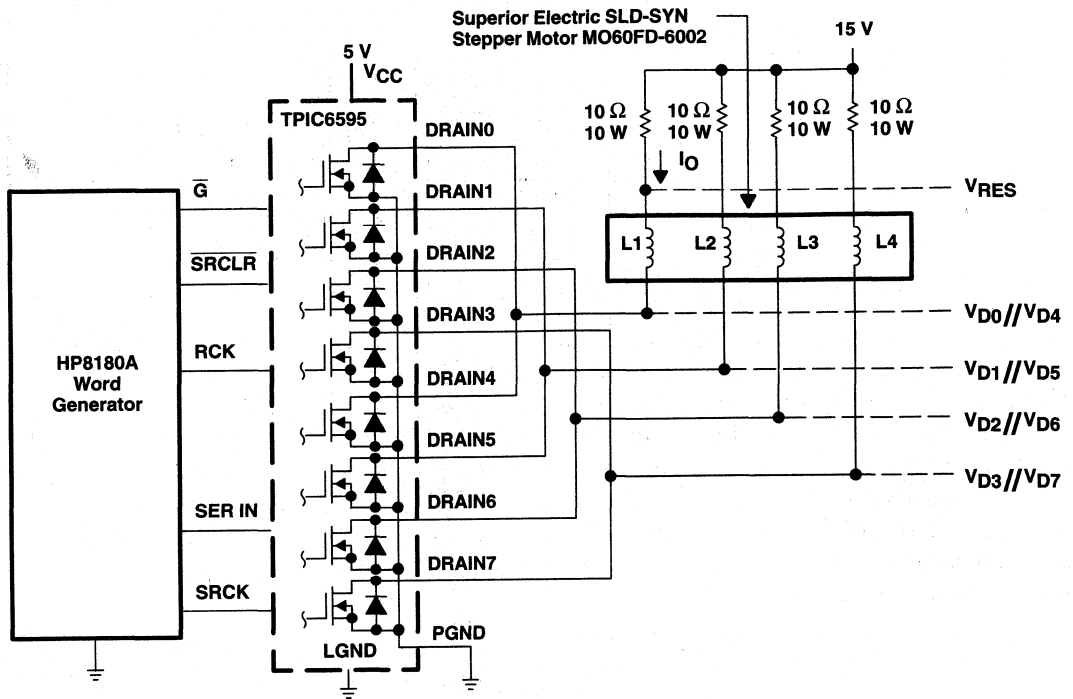 Superior Electric SLD-SYN
Stepper Motor MO60FD-6002
15 V
5 V
VCC
TPIC6595
10 Ω
10 W
10 Ω
10 W
10 Ω
10 W
10 Ω
10 W
IO
VRES
L1
L2
L3
L4
DRAIN0
DRAIN1
DRAIN2
DRAIN3
DRAIN4
DRAIN5
DRAIN6
DRAIN7
G̅
S̅R̅C̅L̅R̅
RCK
SER IN
SRCK
HP8180A
Word
Generator
VD0//VD4
VD1//VD5
VD2//VD6
VD3//VD7
PGND
LGND